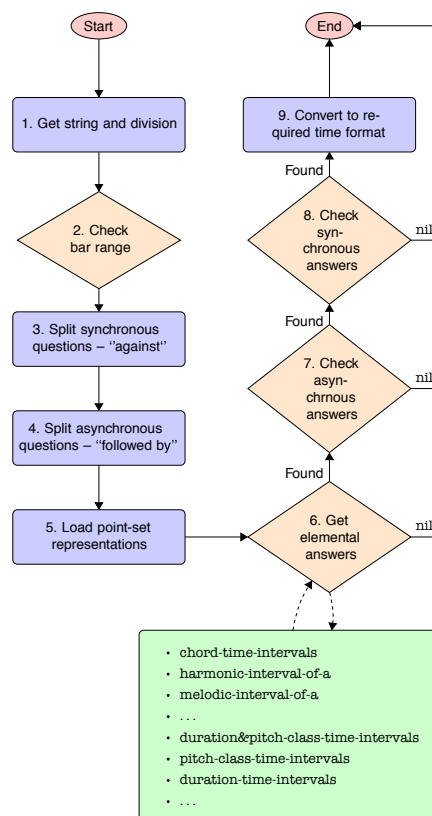 Start
1. Get string and division
2. Check
bar range
3. Split synchronous
questions – ‘’against‘’
4. Split asynchronous
questions – “followed by”
5. Load point-set
representations
End
9. Convert to re-
quired time format
Found
8. Check
syn-
chronous
answers
nil
Found
7. Check
asyn-
chrnous
answers
nil
Found
6. Get
elemental
answers
nil
• chord-time-intervals
• harmonic-interval-of-a
• melodic-interval-of-a
• ...
• duration&pitch-class-time-intervals
• pitch-class-time-intervals
• duration-time-intervals
• ...